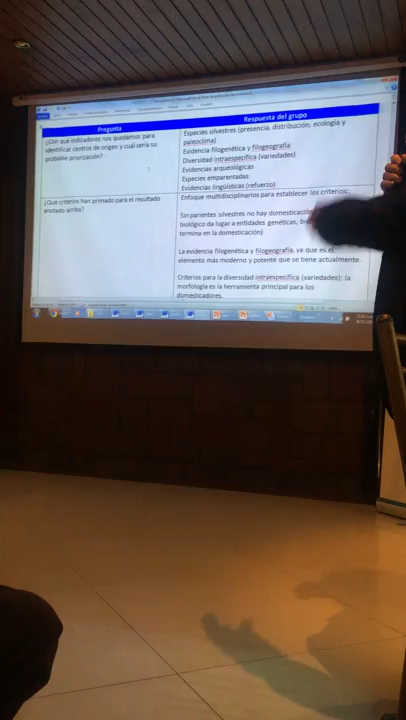 Pregunta
Respuesta del grupo
¿Con que indicadores nos quedamos para
identificar centros de origen y cuál sería su
probable priorización?
Especies silvestres (presencia, distribución, ecología y
paleoclima)
Evidencia filogenética y filogeografía
Diversidad intraespecífica (variedades)
Evidencias arqueológicas
Especies emparentadas
Evidencias lingüísticas (refuerzo)
¿Qué criterios han primado para el resultado
anotado arriba?
Enfoque multidisciplinarios para establecer los criterios:
Sin parientes silvestres no hay domesticación
biológico da lugar a entidades genéticas,
termina en la domesticación)
La evidencia filogenética y filogeografía, ya que es el
elemento más moderno y potente que se tiene actualmente.
Criterios para la diversidad intraespecífica (variedades): la
morfología es la herramienta principal para los
domesticadores.